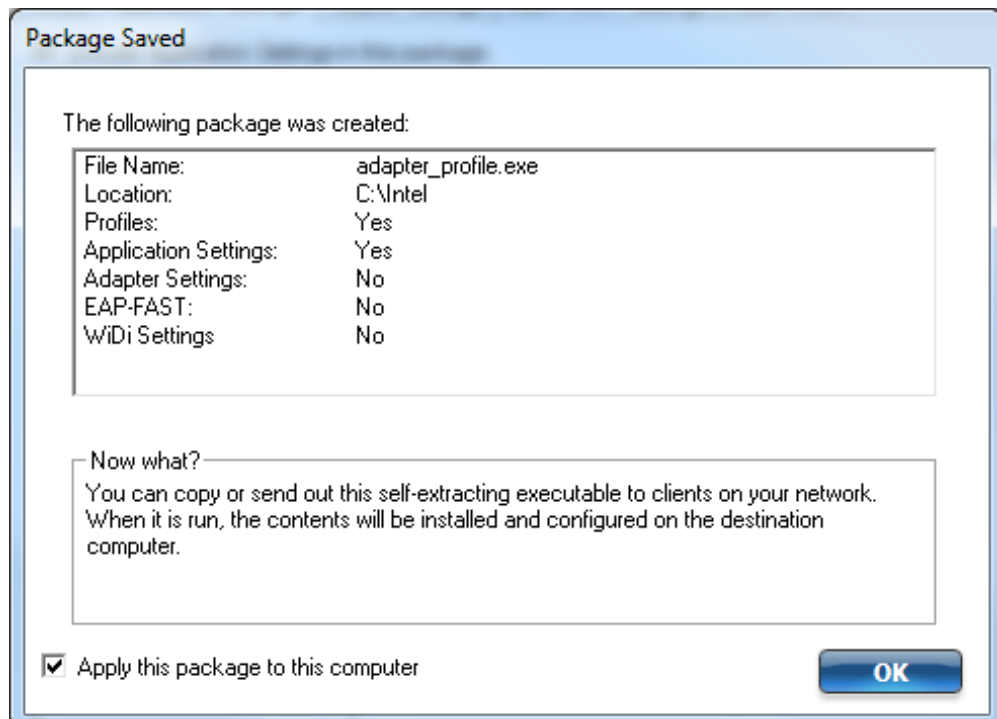 Package Saved
The following package was created:
File Name: adapter_profile.exe
Location: C:\Intel
Profiles: Yes
Application Settings: Yes
Adapter Settings: No
EAP-FAST: No
WiDi Settings No
Now what?
You can copy or send out this self-extracting executable to clients on your network.
When it is run, the contents will be installed and configured on the destination
computer.
Apply this package to this computer
OK